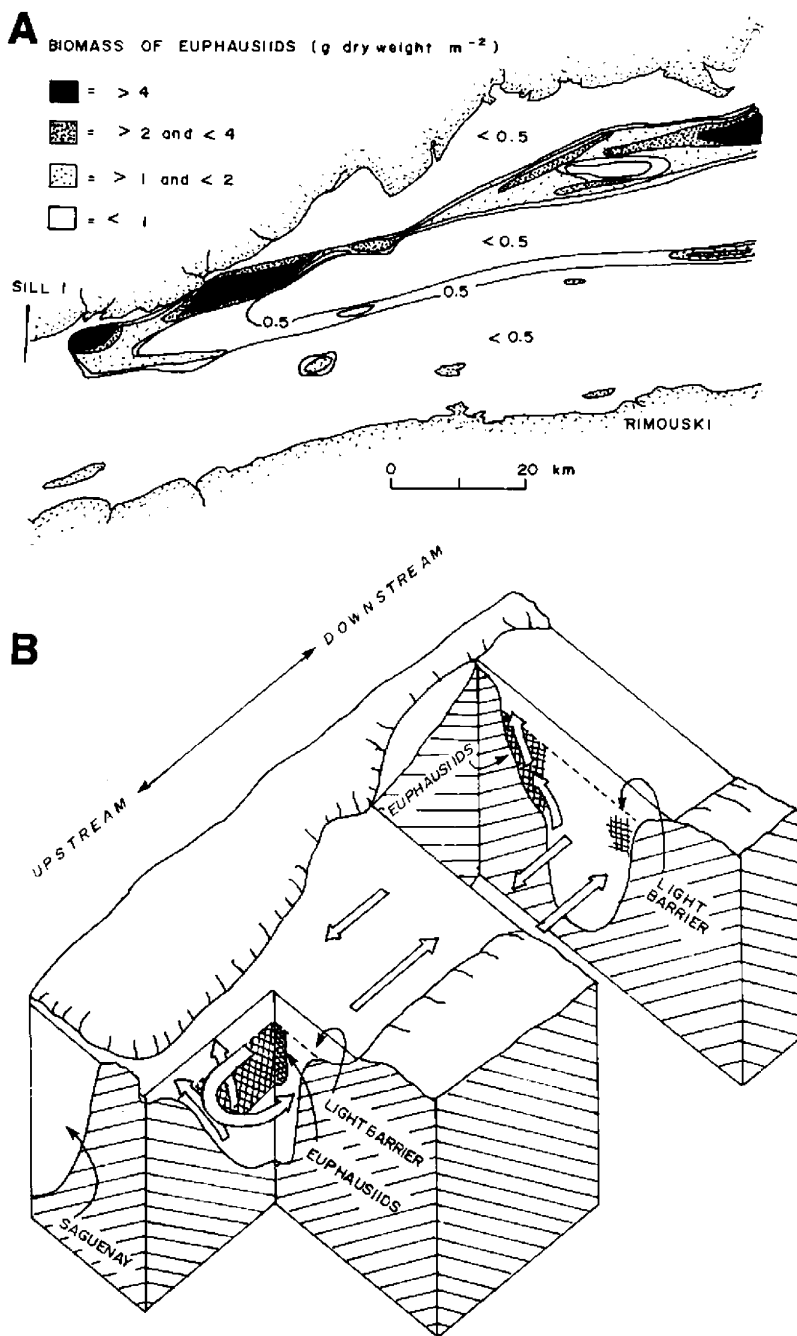 A
BIOMASS OF EUPHAUSIIDS (g dry weight m⁻²)
= > 4
= > 2 and < 4
= > 1 and < 2
= < 1
< 0.5
< 0.5
SILL 1
0.5
0.5
< 0.5
RIMOUSKI
0 20 km
B
DOWNSTREAM
UPSTREAM
EUPHAUSIIDS
LIGHT
BARRIER
LIGHT BARRIER
EUPHAUSIIDS
SAGUENAY